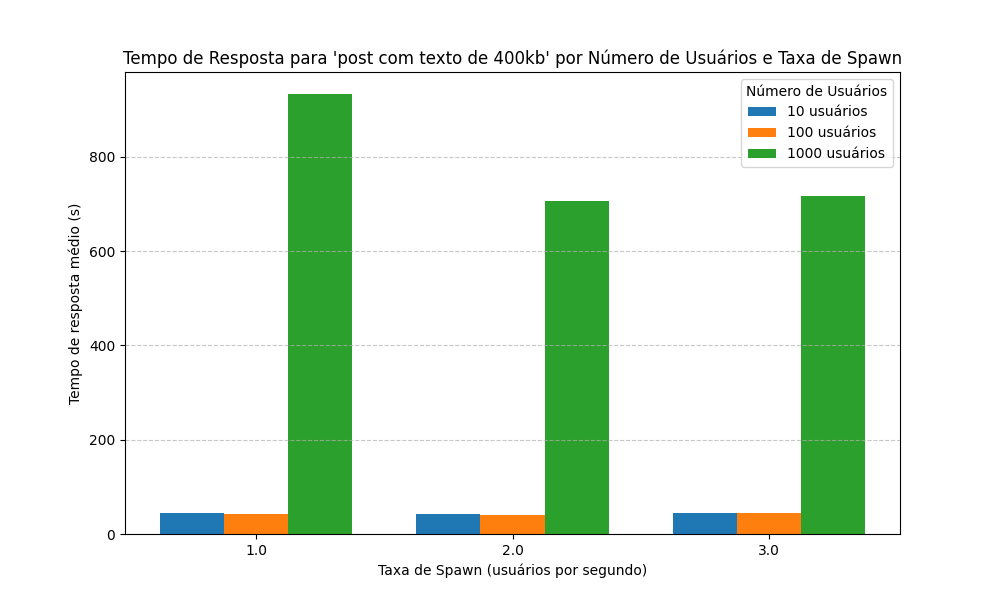 Tempo de Resposta para 'post com texto de 400kb' por Número de Usuários e Taxa de Spawn
Número de Usuários
10 usuários
100 usuários
1000 usuários
Tempo de resposta médio (s)
800
600
400
200
0
1.0
2.0
3.0
Taxa de Spawn (usuários por segundo)